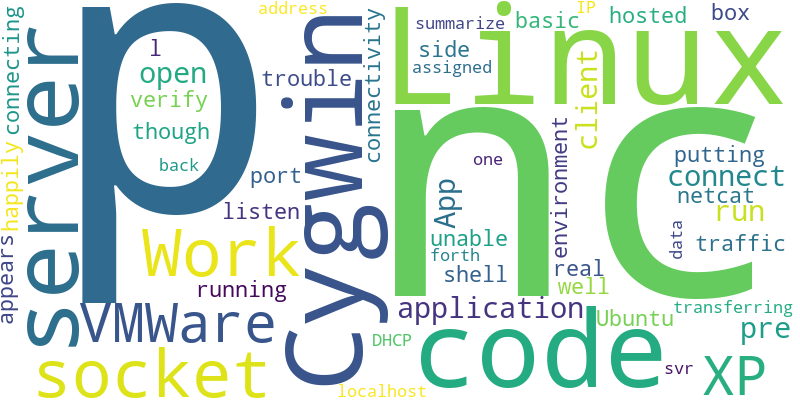 address
IP
box
hosted
basic
summarize
side
assigned
connecting
server
p
l
open
verify
though
back
trouble
connectivity
Linux
client
nc
one
putting
connect
netcat
run
data
traffic
happily
port
listen
Cygwin
App
environment
unable
forth
shell
real
well
Work
running
appears
VMWare
application
transferring
Ubuntu
pre
DHCP
code
svr
XP
socket
localhost